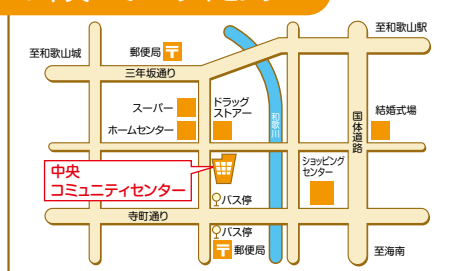 至和歌山駅
至和歌山城
郵便局
三年坂通り
スーパー
ドラッグ
ストアー
ホームセンター
和歌川
国体道路
結婚式場
中央
コミュニティセンター
ショッピング
センター
バス停
寺町通り
バス停
郵便局
至海南